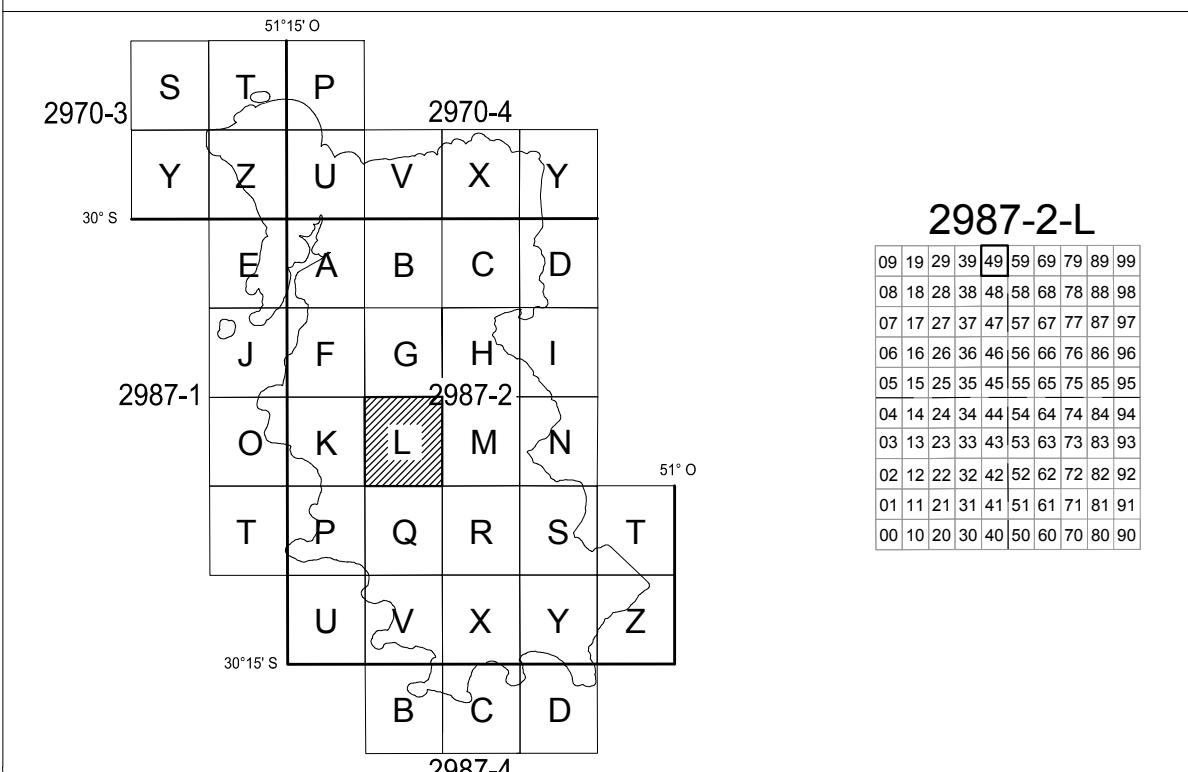 51°15' O
S T P
2970-3 2970-4
Y Z U V X Y
30° S
E A B C D
J F G H I
2987-1 2987-2
O K L M N
51° O
T P Q R S T
U V X Y Z
30°15' S
B C D
2987-4
2987-2-L
09 19 29 39 49 59 69 79 89 99
08 18 28 38 48 58 68 78 88 98
07 17 27 37 47 57 67 77 87 97
06 16 26 36 46 56 66 76 86 96
05 15 25 35 45 55 65 75 85 95
04 14 24 34 44 54 64 74 84 94
03 13 23 33 43 53 63 73 83 93
02 12 22 32 42 52 62 72 82 92
01 11 21 31 41 51 61 71 81 91
00 10 20 30 40 50 60 70 80 90